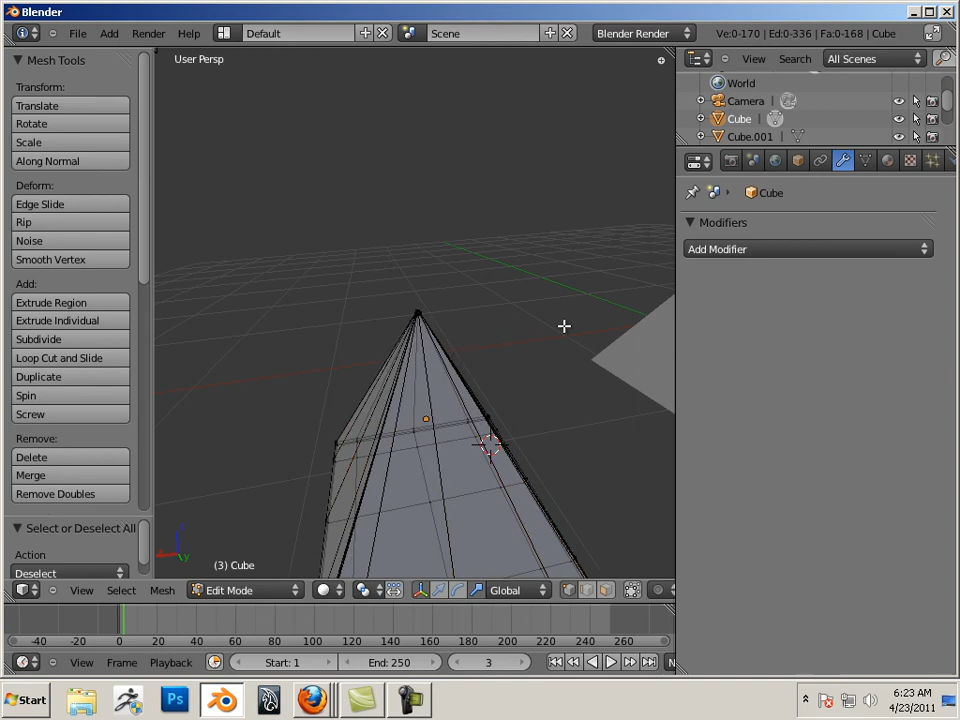 Blender
File Add Render Help
Default
Scene
Blender Render
Ve:0-170 | Ed:0-336 | Fa:0-168 | Cube
Mesh Tools
Transform:
Translate
Rotate
Scale
Along Normal
Deform:
Edge Slide
Rip
Noise
Smooth Vertex
Add:
Extrude Region
Extrude Individual
Subdivide
Loop Cut and Slide
Duplicate
Spin
Screw
Remove:
Delete
Merge
Remove Doubles
Select or Deselect All
Action
Deselect
User Persp
z
y
(3) Cube
View Select Mesh
Edit Mode
Global
View Search
All Scenes
World
Camera
Cube
Cube.001
Cube
Modifiers
Add Modifier
-40 -20 0 20 40 60 80 100 120 140 160 180 200 220 240 260
View Frame Playback
Start: 1
End: 250
3
N
Start
Ps
6:23 AM
4/23/2011